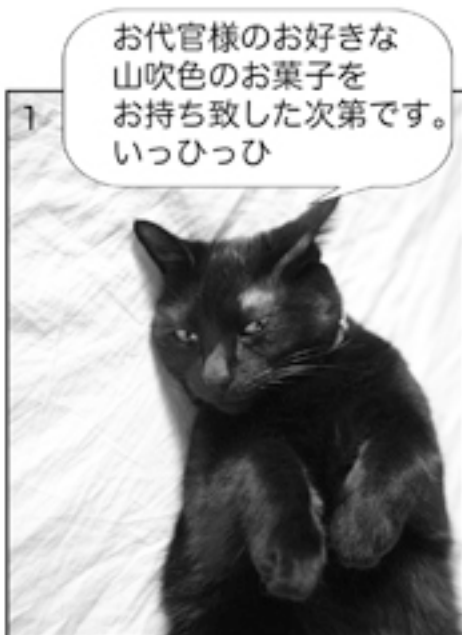 お代官様のお好きな
山吹色のお菓子を
お持ち致した次第です。
いっひっひ
1